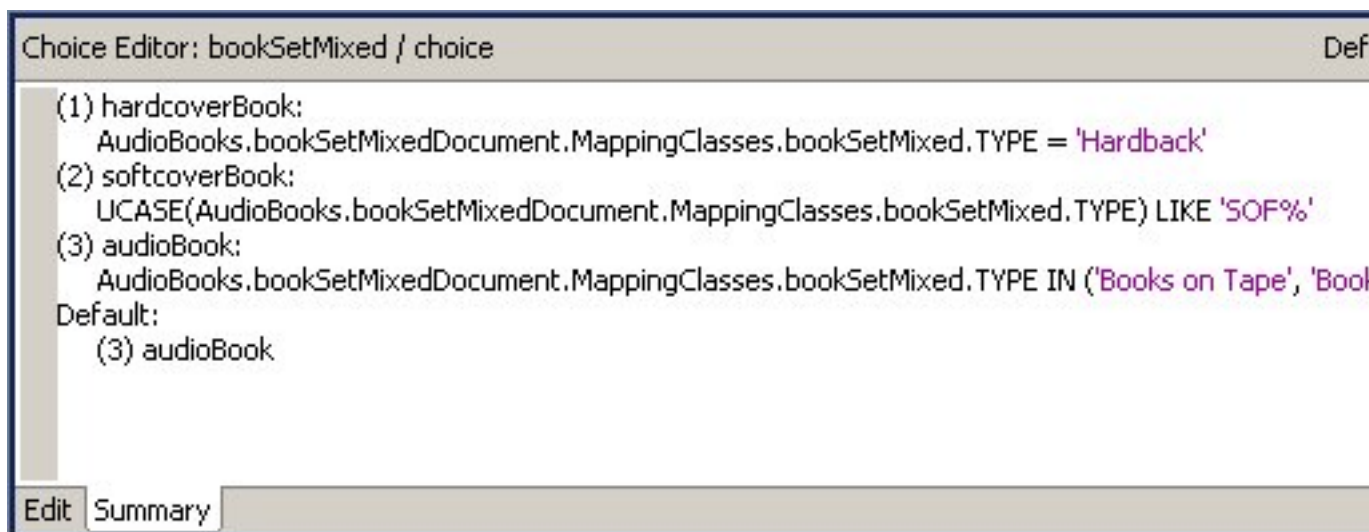 Choice Editor: bookSetMixed / choice Def
(1) hardcoverBook:
AudioBooks.bookSetMixedDocument.MappingClasses.bookSetMixed.TYPE = 'Hardback'
(2) softcoverBook:
UCASE(AudioBooks.bookSetMixedDocument.MappingClasses.bookSetMixed.TYPE) LIKE 'SOF%'
(3) audioBook:
AudioBooks.bookSetMixedDocument.MappingClasses.bookSetMixed.TYPE IN ('Books on Tape', 'Book
Default:
(3) audioBook
Edit Summary